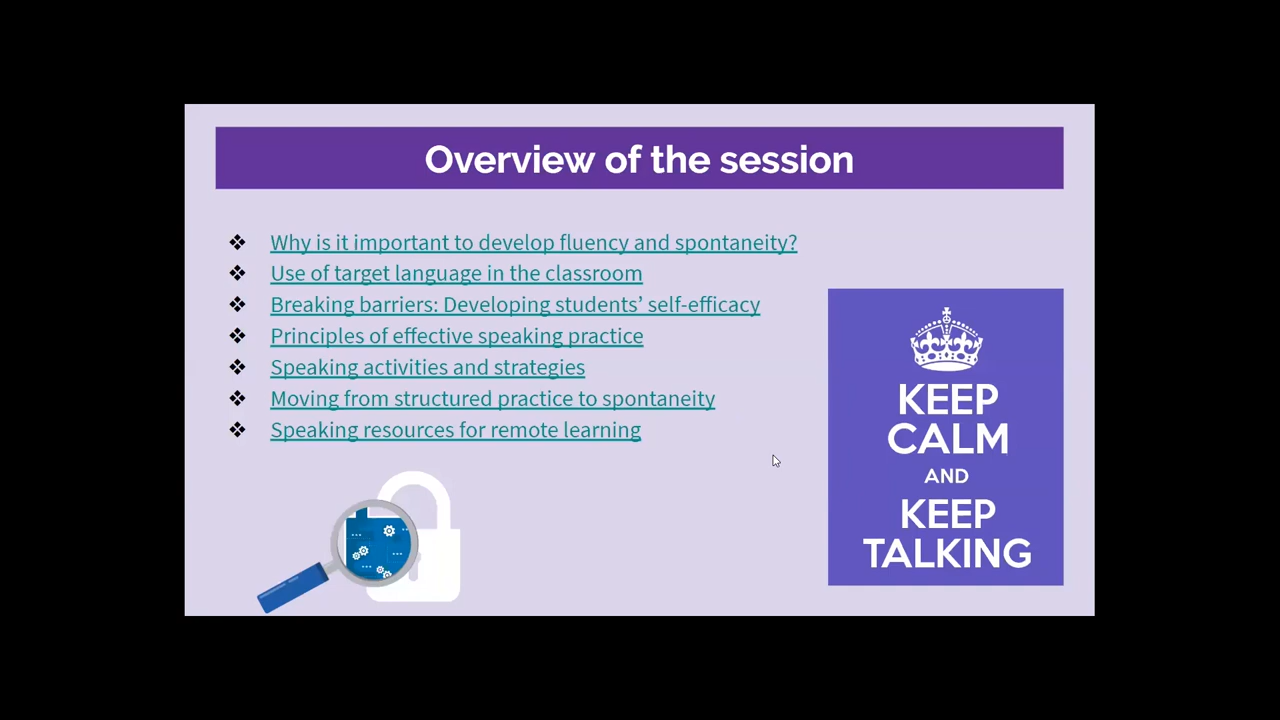 Overview of the session
❖ Why is it important to develop fluency and spontaneity?
❖ Use of target language in the classroom
❖ Breaking barriers: Developing students’ self-efficacy
❖ Principles of effective speaking practice
❖ Speaking activities and strategies
❖ Moving from structured practice to spontaneity
❖ Speaking resources for remote learning
KEEP
CALM
AND
KEEP
TALKING